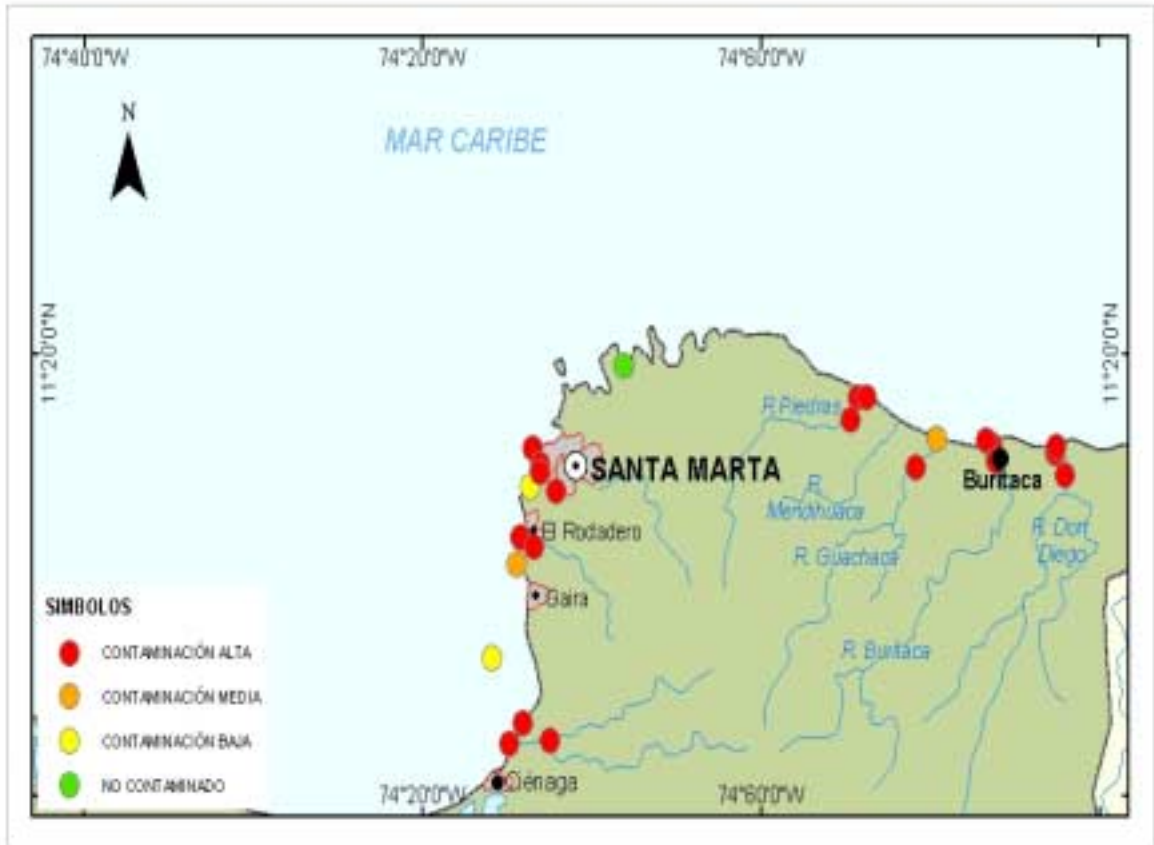 74°40'0"W
74°20'0"W
74°60'0"W
N
MAR CARIBE
11°20'0"N
11°20'0"N
R.Piedras
SANTA MARTA
Buritaca
R. Mendihuaca
R. Don Diego
El Rodadero
R. Guachaca
Gaira
SIMBOLOS
CONTAMINACIÓN ALTA
R. Buritaca
CONTAMINACIÓN MEDIA
CONTAMINACIÓN BAJA
NO CONTAMINADO
Ciénaga
74°20'0"W
74°60'0"W